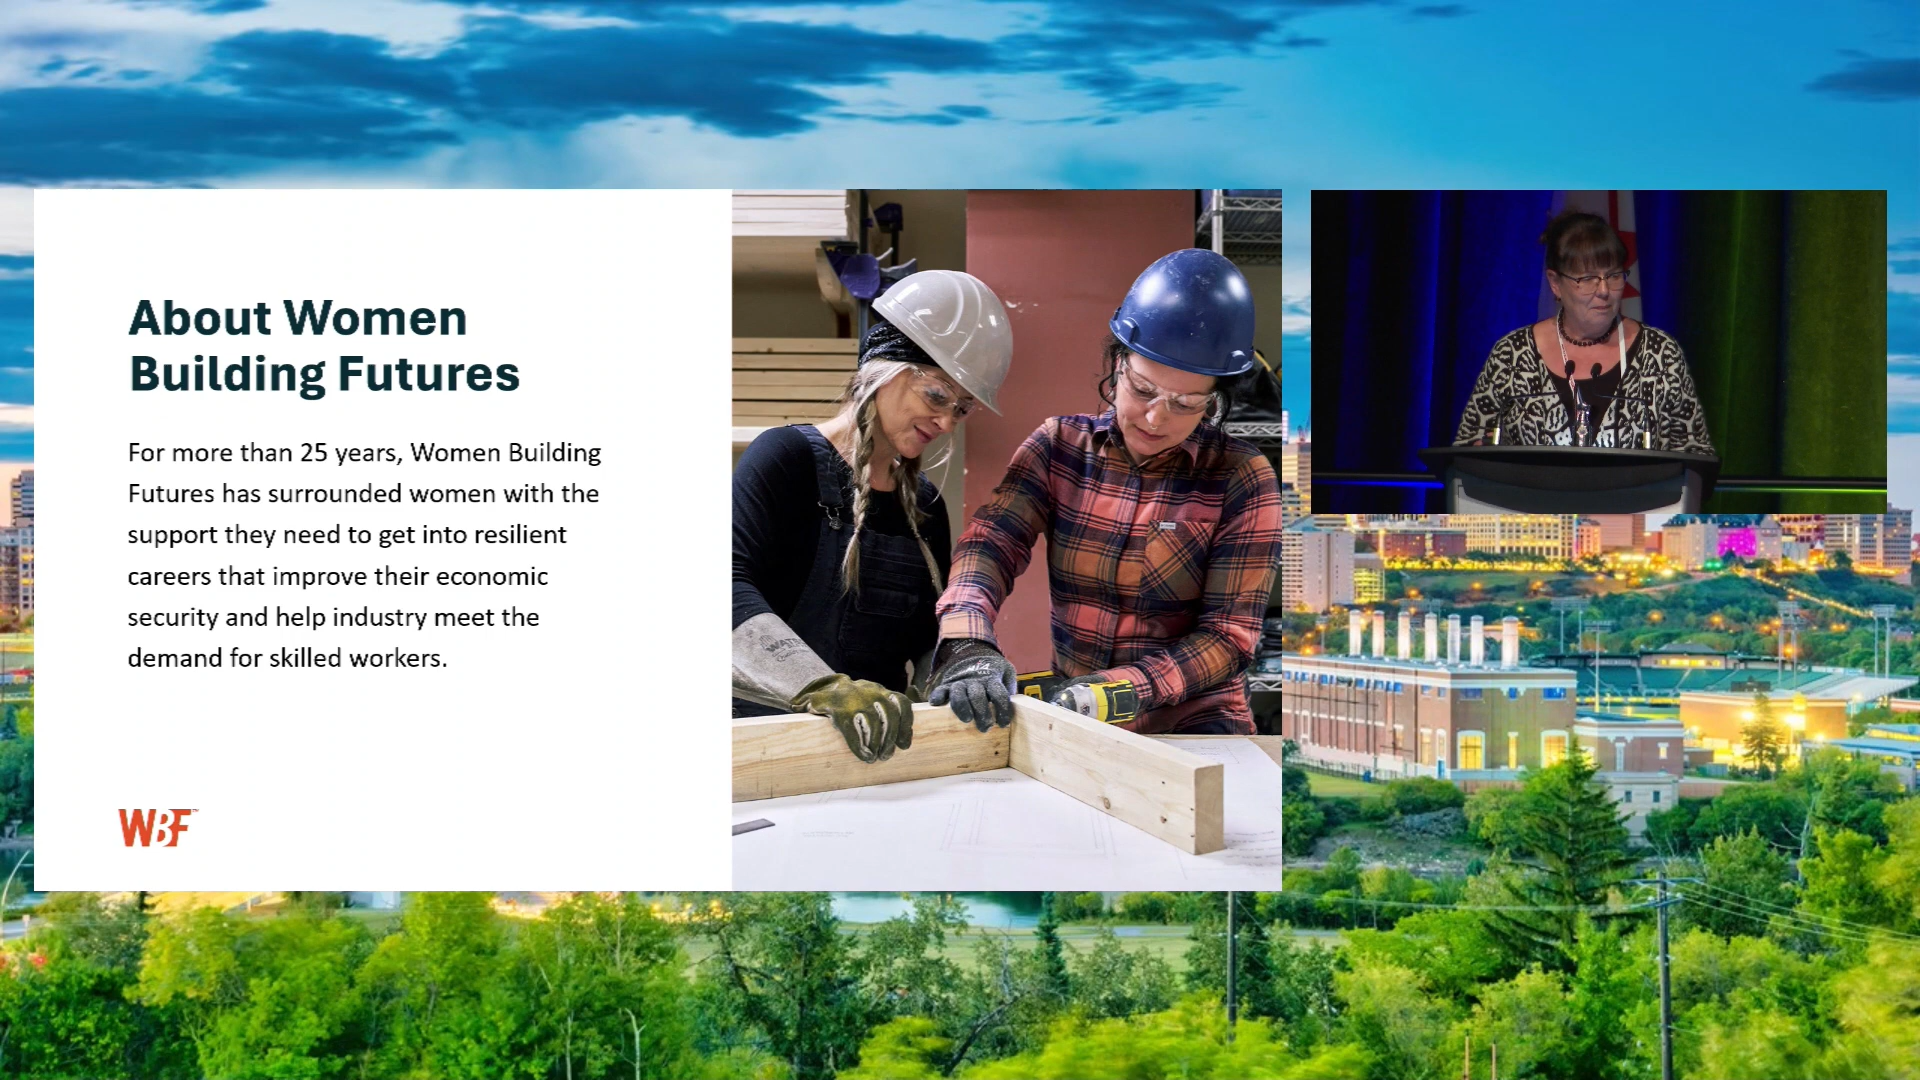 About Women
Building Futures
For more than 25 years, Women Building
Futures has surrounded women with the
support they need to get into resilient
careers that improve their economic
security and help industry meet the
demand for skilled workers.
WBF